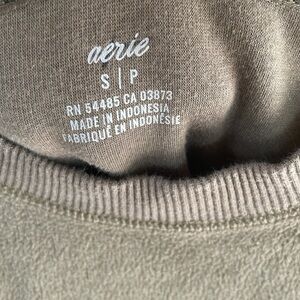 aerie
S | P
RN 54485 CA 03873
MADE IN INDONESIA
FABRIQUÉ EN INDONÉSIE